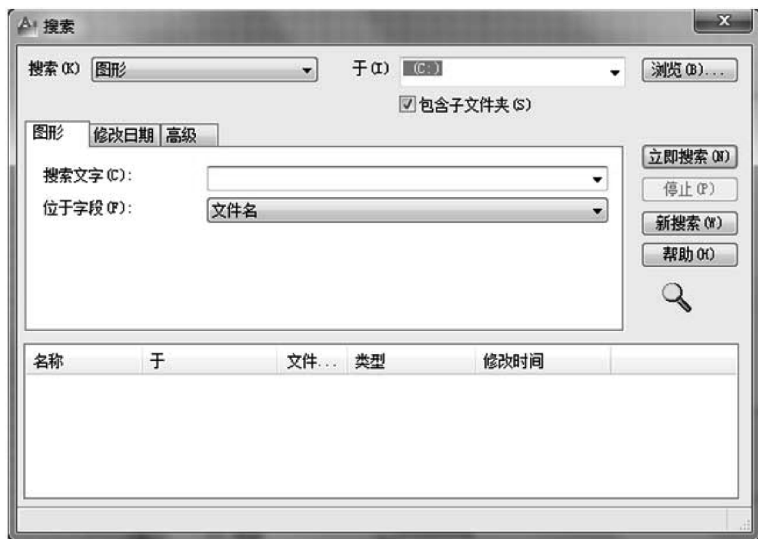 搜索
搜索(K) 图形 于(I) (C:) 浏览(B)...
包含子文件夹(S)
图形 修改日期 高级
搜索文字(C):
位于字段(F): 文件名
立即搜索(N)
停止(P)
新搜索(W)
帮助(H)
名称 于 文件... 类型 修改时间